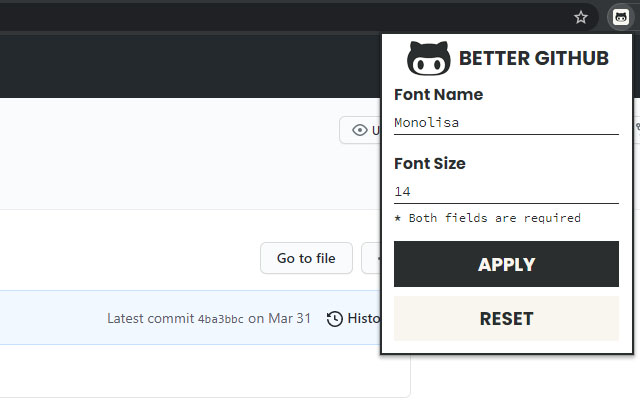 BETTER GITHUB
Font Name
Monolisa
Font Size
14
* Both fields are required
APPLY
RESET
Go to file
Latest commit 4ba3bbc on Mar 31